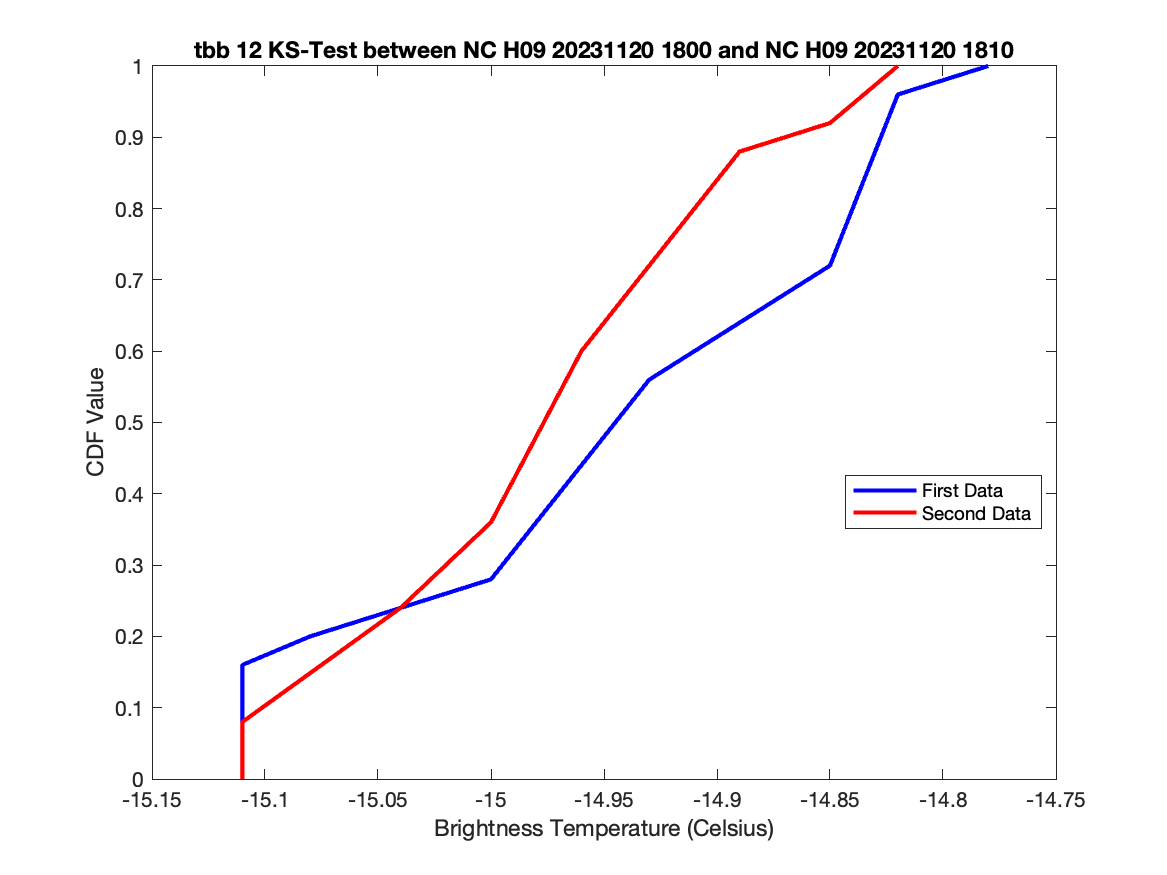 tbb 12 KS-Test between NC H09 20231120 1800 and NC H09 20231120 1810
1
0.9
0.8
0.7
0.6
0.5
0.4
0.3
0.2
0.1
0
CDF Value
First Data
Second Data
-15.15 -15.1 -15.05 -15 -14.95 -14.9 -14.85 -14.8 -14.75
Brightness Temperature (Celsius)